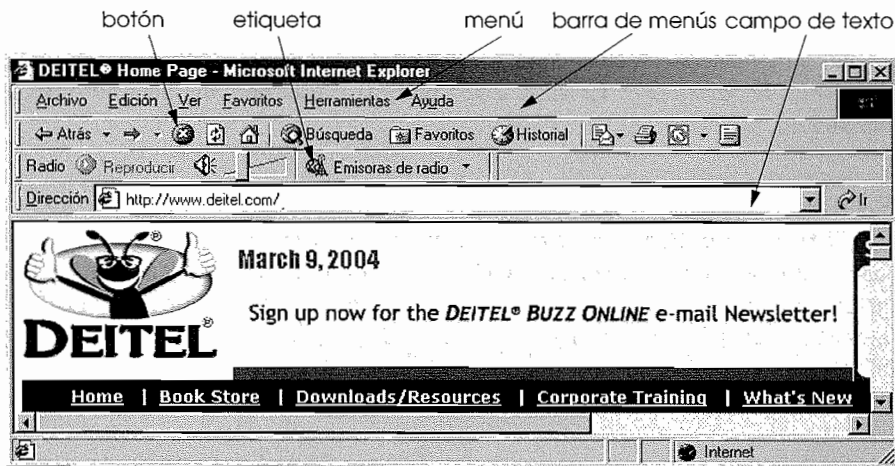 botón etiqueta menú barra de menús campo de texto
DEITEL® Home Page - Microsoft Internet Explorer
Archivo Edición Ver Favoritos Herramientas Ayuda
Atrás Búsqueda Favoritos Historial
Radio Reproducir Emisoras de radio
Dirección http://www.deitel.com/ Ir
March 9, 2004
Sign up now for the DEITEL® BUZZ ONLINE e-mail Newsletter!
DEITEL®
Home | Book Store | Downloads/Resources | Corporate Training | What's New
Internet